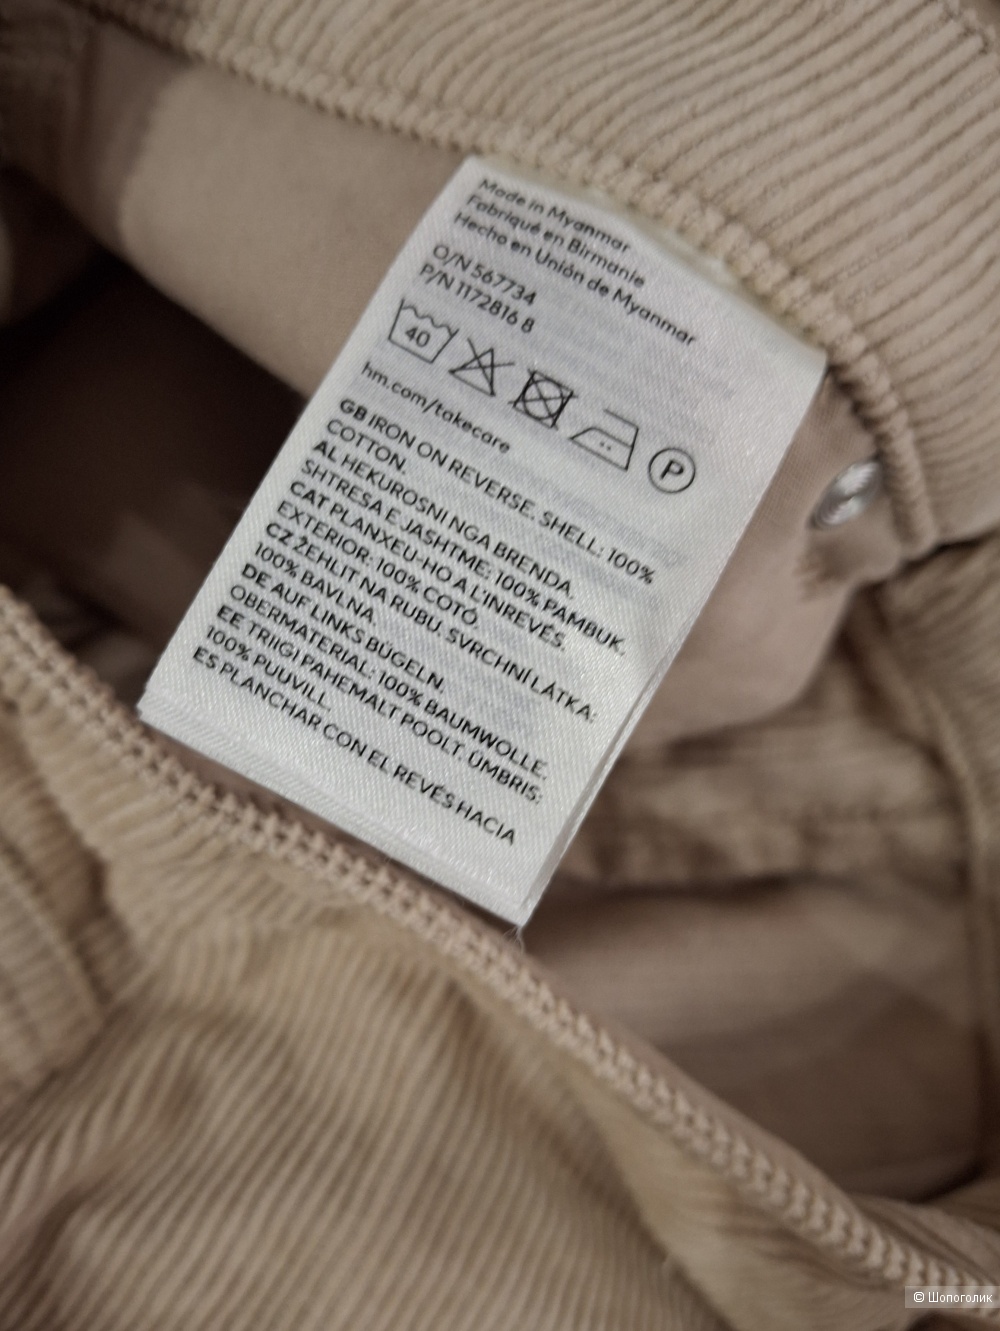 Made in Myanmar
Fabriqué en Birmanie
Hecho en Unión de Myanmar
O/N 567734
P/N 1172816 8
40
P
hm.com/takecare
GB IRON ON REVERSE. SHELL: 100%
COTTON.
AL HEKUROSNI NGA BRENDA.
SHTRESA E JASHTME: 100% PAMBUK.
CAT PLANXEU-HO A L'INREVÉS.
EXTERIOR: 100% COTÓ.
CZ ŽEHLIT NA RUBU. SVRCHNÍ LÁTKA:
100% BAVLNA.
DE AUF LINKS BÜGELN.
OBERMATERIAL: 100% BAUMWOLLE.
EE TRIIGI PAHEMALT POOLT. ÜMBRIS:
100% PUUVILL.
ES PLANCHAR CON EL REVÉS HACIA
© Шопоголик